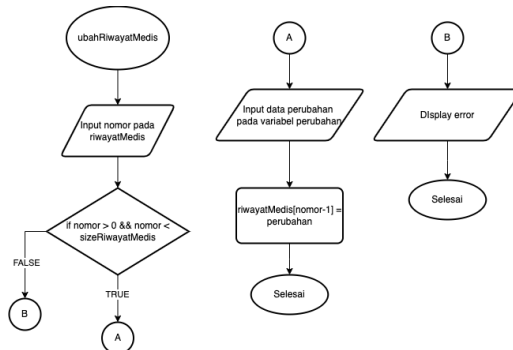 ubahRiwayatMedis
Input nomor pada
riwayatMedis
if nomor > 0 && nomor <
sizeRiwayatMedis
FALSE
TRUE
B
A
A
Input data perubahan
pada variabel perubahan
riwayatMedis[nomor-1] =
perubahan
Selesai
B
DIsplay error
Selesai